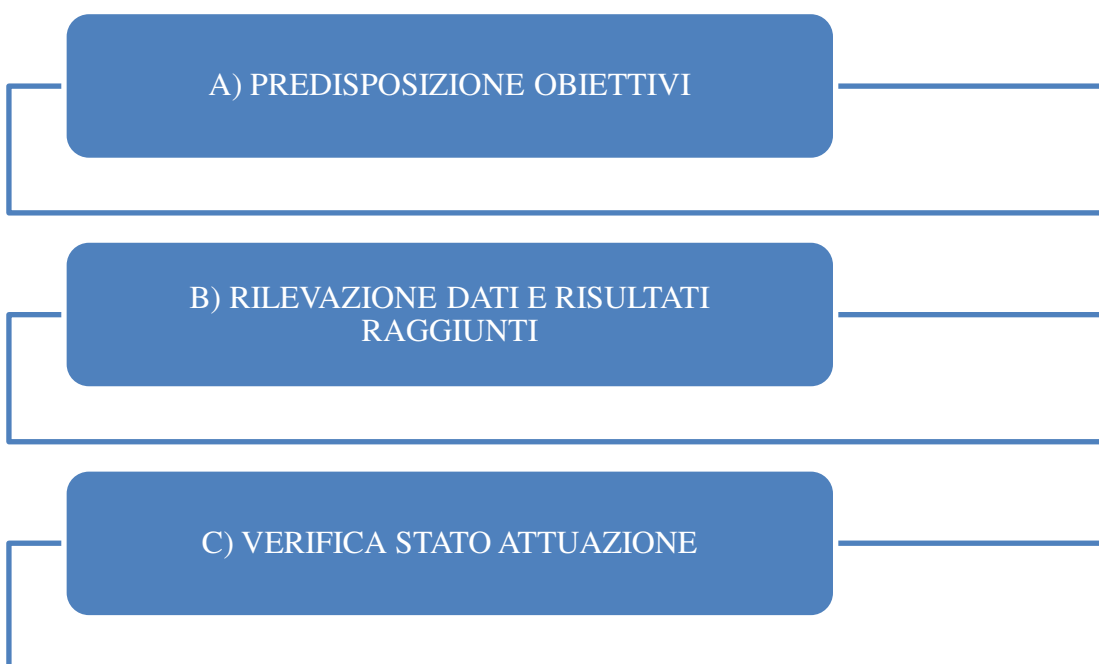 A) PREDISPOSIZIONE OBIETTIVI
B) RILEVAZIONE DATI E RISULTATI
RAGGIUNTI
C) VERIFICA STATO ATTUAZIONE